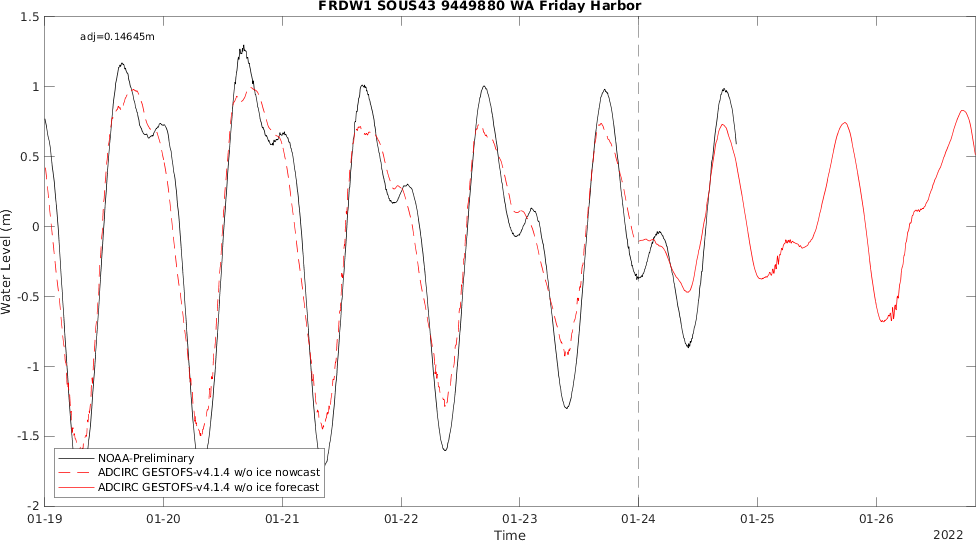 FRDW1 SOUS43 9449880 WA Friday Harbor
adj=0.14645m
Water Level (m)
1.5
1
0.5
0
-0.5
-1
-1.5
-2
NOAA-Preliminary
ADCIRC GESTOFS-v4.1.4 w/o ice nowcast
ADCIRC GESTOFS-v4.1.4 w/o ice forecast
01-19 01-20 01-21 01-22 01-23 01-24 01-25 01-26
Time
2022